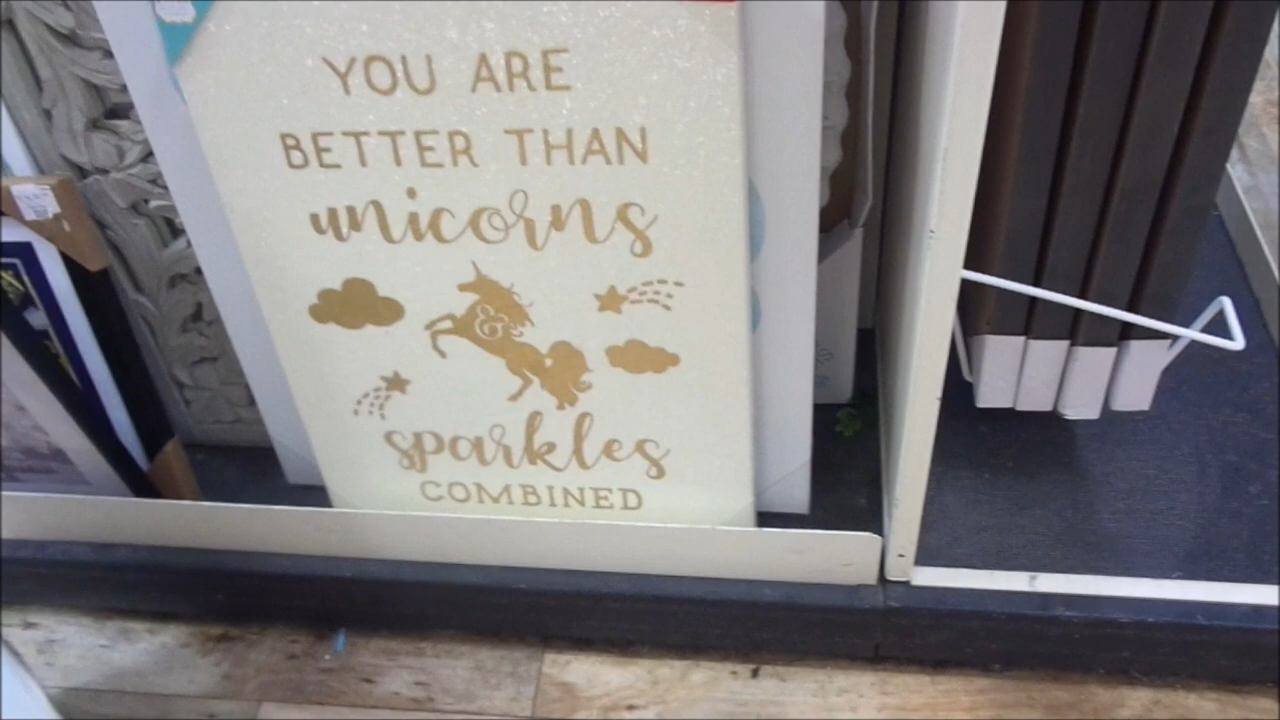 YOU ARE
BETTER THAN
unicorns
&
sparkles
COMBINED